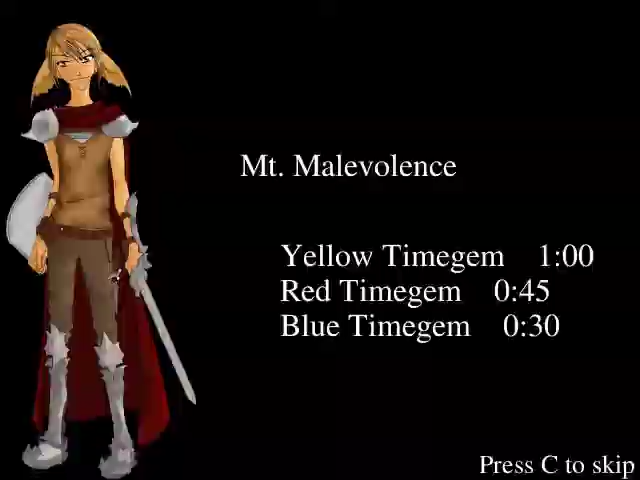 Mt. Malevolence
Yellow Timegem 1:00
Red Timegem 0:45
Blue Timegem 0:30
Press C to skip